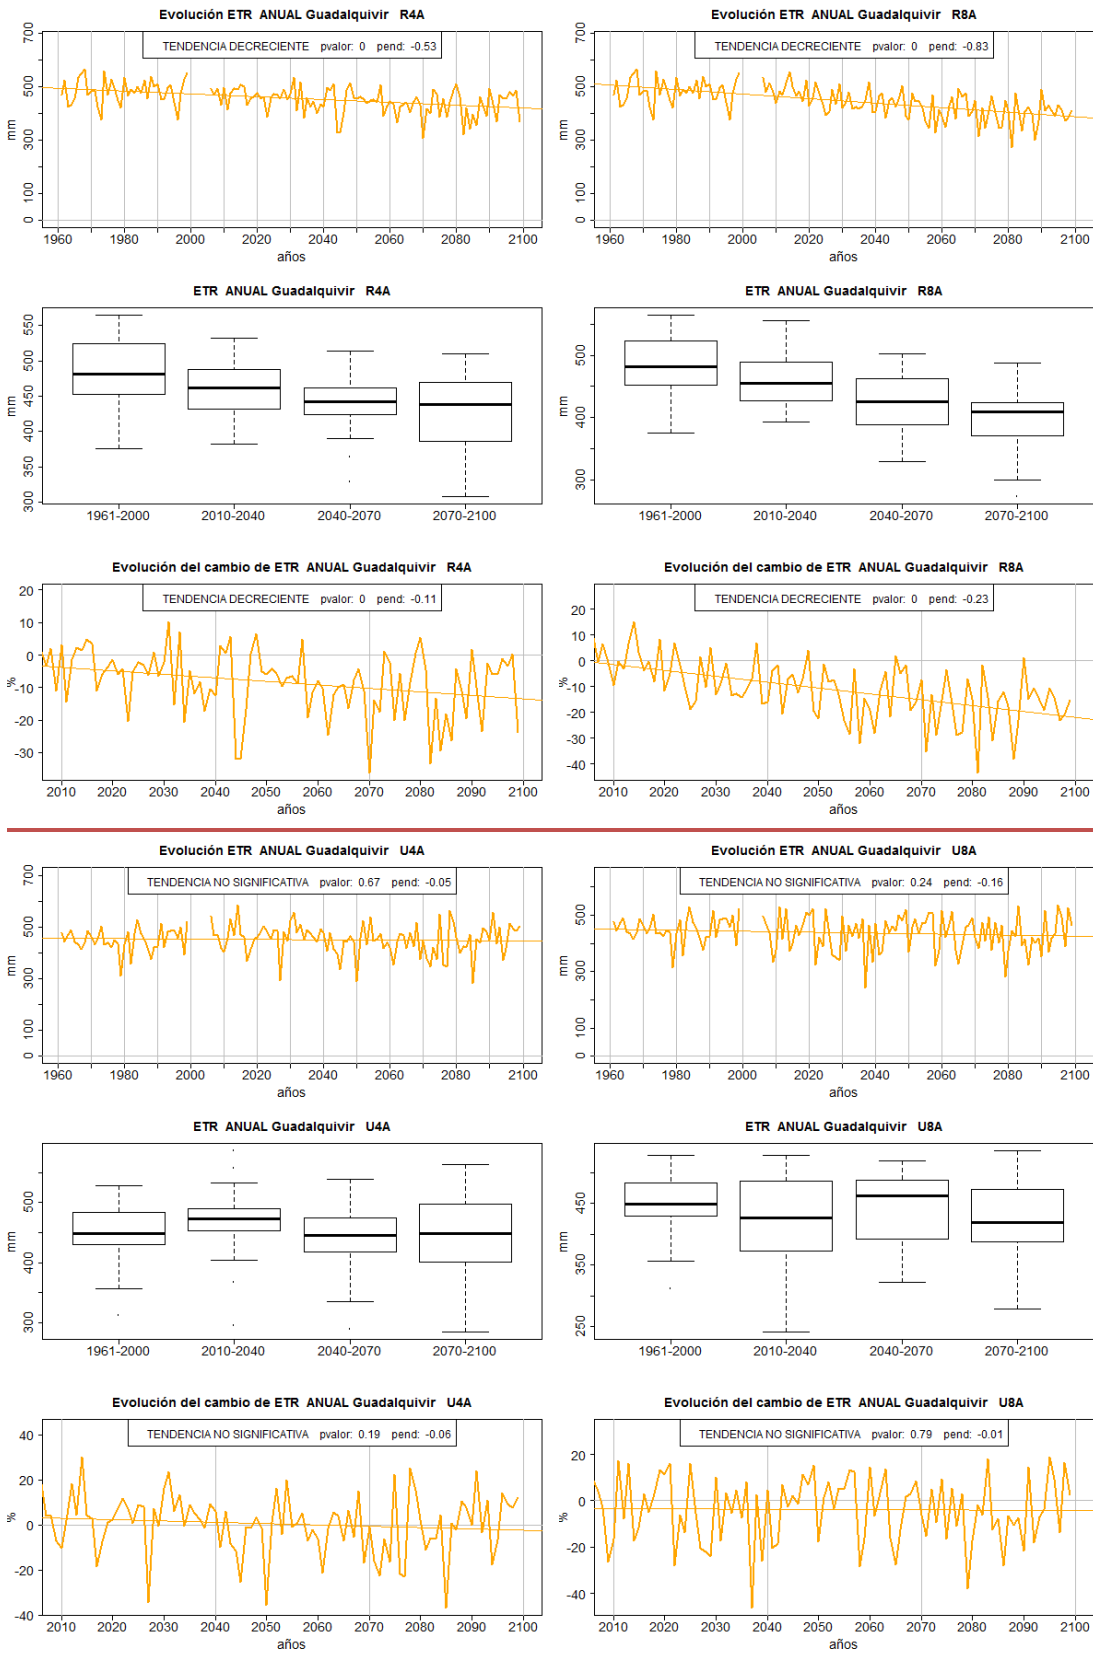 Evolución ETR ANUAL Guadalquivir R4A
TENDENCIA DECRECIENTE pvalor: 0 pend: -0.53
mm
700
500
300
100
0
1960 1980 2000 2020 2040 2060 2080 2100
años
Evolución ETR ANUAL Guadalquivir R8A
TENDENCIA DECRECIENTE pvalor: 0 pend: -0.83
mm
700
500
300
100
0
1960 1980 2000 2020 2040 2060 2080 2100
años
ETR ANUAL Guadalquivir R4A
mm
550
500
450
400
350
300
1961-2000 2010-2040 2040-2070 2070-2100
ETR ANUAL Guadalquivir R8A
mm
500
400
300
1961-2000 2010-2040 2040-2070 2070-2100
Evolución del cambio de ETR ANUAL Guadalquivir R4A
TENDENCIA DECRECIENTE pvalor: 0 pend: -0.11
%
20
10
0
-10
-20
-30
2010 2020 2030 2040 2050 2060 2070 2080 2090 2100
años
Evolución del cambio de ETR ANUAL Guadalquivir R8A
TENDENCIA DECRECIENTE pvalor: 0 pend: -0.23
%
20
10
0
-10
-20
-30
-40
2010 2020 2030 2040 2050 2060 2070 2080 2090 2100
años
Evolución ETR ANUAL Guadalquivir U4A
TENDENCIA NO SIGNIFICATIVA pvalor: 0.67 pend: -0.05
mm
700
500
300
100
0
1960 1980 2000 2020 2040 2060 2080 2100
años
Evolución ETR ANUAL Guadalquivir U8A
TENDENCIA NO SIGNIFICATIVA pvalor: 0.24 pend: -0.16
mm
500
300
100
0
1960 1980 2000 2020 2040 2060 2080 2100
años
ETR ANUAL Guadalquivir U4A
mm
500
400
300
1961-2000 2010-2040 2040-2070 2070-2100
ETR ANUAL Guadalquivir U8A
mm
450
350
250
1961-2000 2010-2040 2040-2070 2070-2100
Evolución del cambio de ETR ANUAL Guadalquivir U4A
TENDENCIA NO SIGNIFICATIVA pvalor: 0.19 pend: -0.06
%
40
20
0
-20
-40
2010 2020 2030 2040 2050 2060 2070 2080 2090 2100
años
Evolución del cambio de ETR ANUAL Guadalquivir U8A
TENDENCIA NO SIGNIFICATIVA pvalor: 0.79 pend: -0.01
%
20
0
-20
-40
2010 2020 2030 2040 2050 2060 2070 2080 2090 2100
años